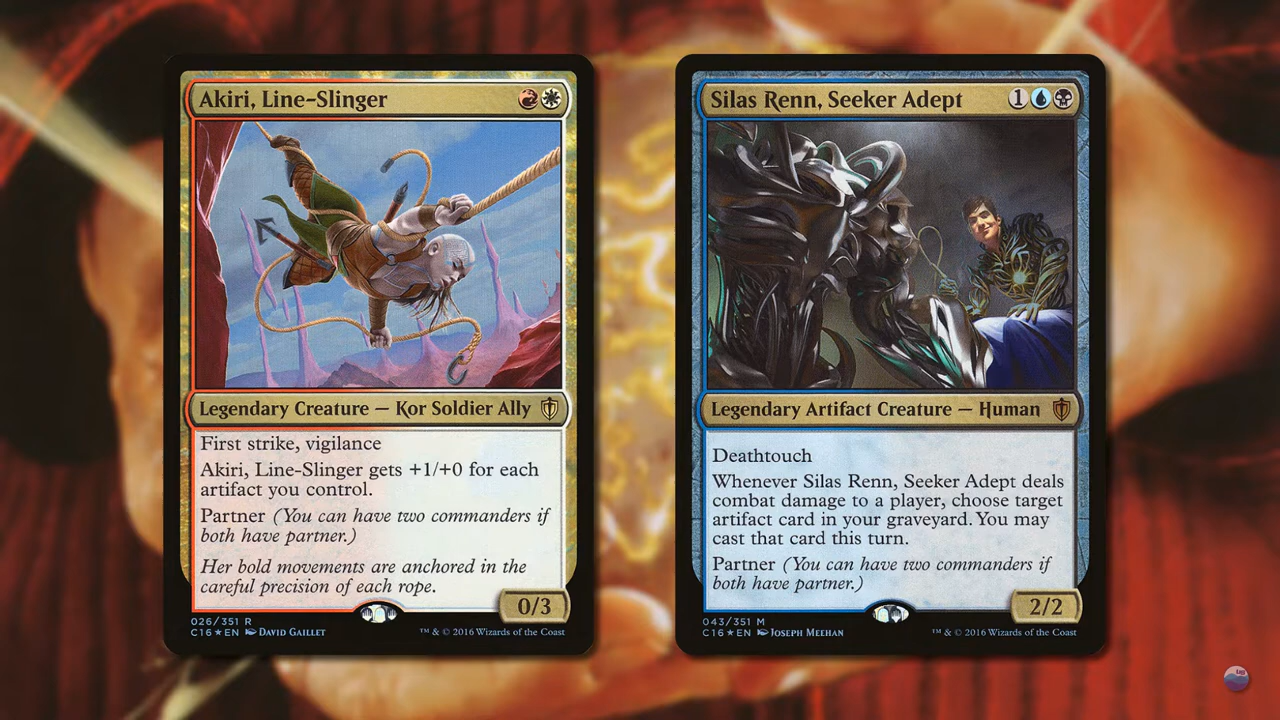 Akiri, Line-Slinger
Legendary Creature — Kor Soldier Ally
First strike, vigilance
Akiri, Line-Slinger gets +1/+0 for each
artifact you control.
Partner (You can have two commanders if
both have partner.)
Her bold movements are anchored in the
careful precision of each rope.
0/3
026/351 R
C16★EN David Gaillet
™ & © 2016 Wizards of the Coast
Silas Renn, Seeker Adept
1
Legendary Artifact Creature — Human
Deathtouch
Whenever Silas Renn, Seeker Adept deals
combat damage to a player, choose target
artifact card in your graveyard. You may
cast that card this turn.
Partner (You can have two commanders if
both have partner.)
2/2
043/351 M
C16★EN Joseph Meehan
™ & © 2016 Wizards of the Coast